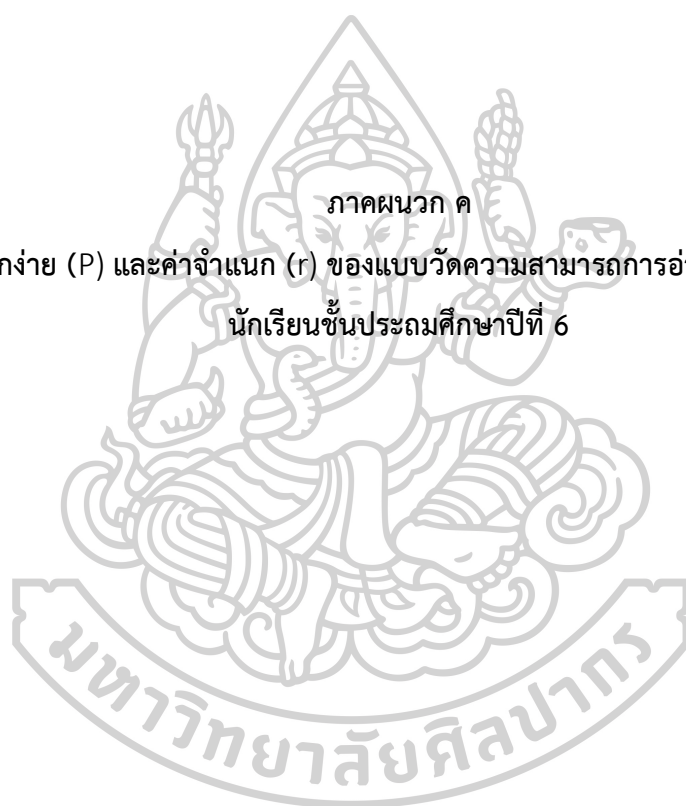 ภาคผนวก ค
กง่าย (P) และค่าจำแนก (r) ของแบบวัดความสามารถการอ่
นักเรียนชั้นประถมศึกษาปีที่ 6
มหาวิทยาลัยศิลปากร